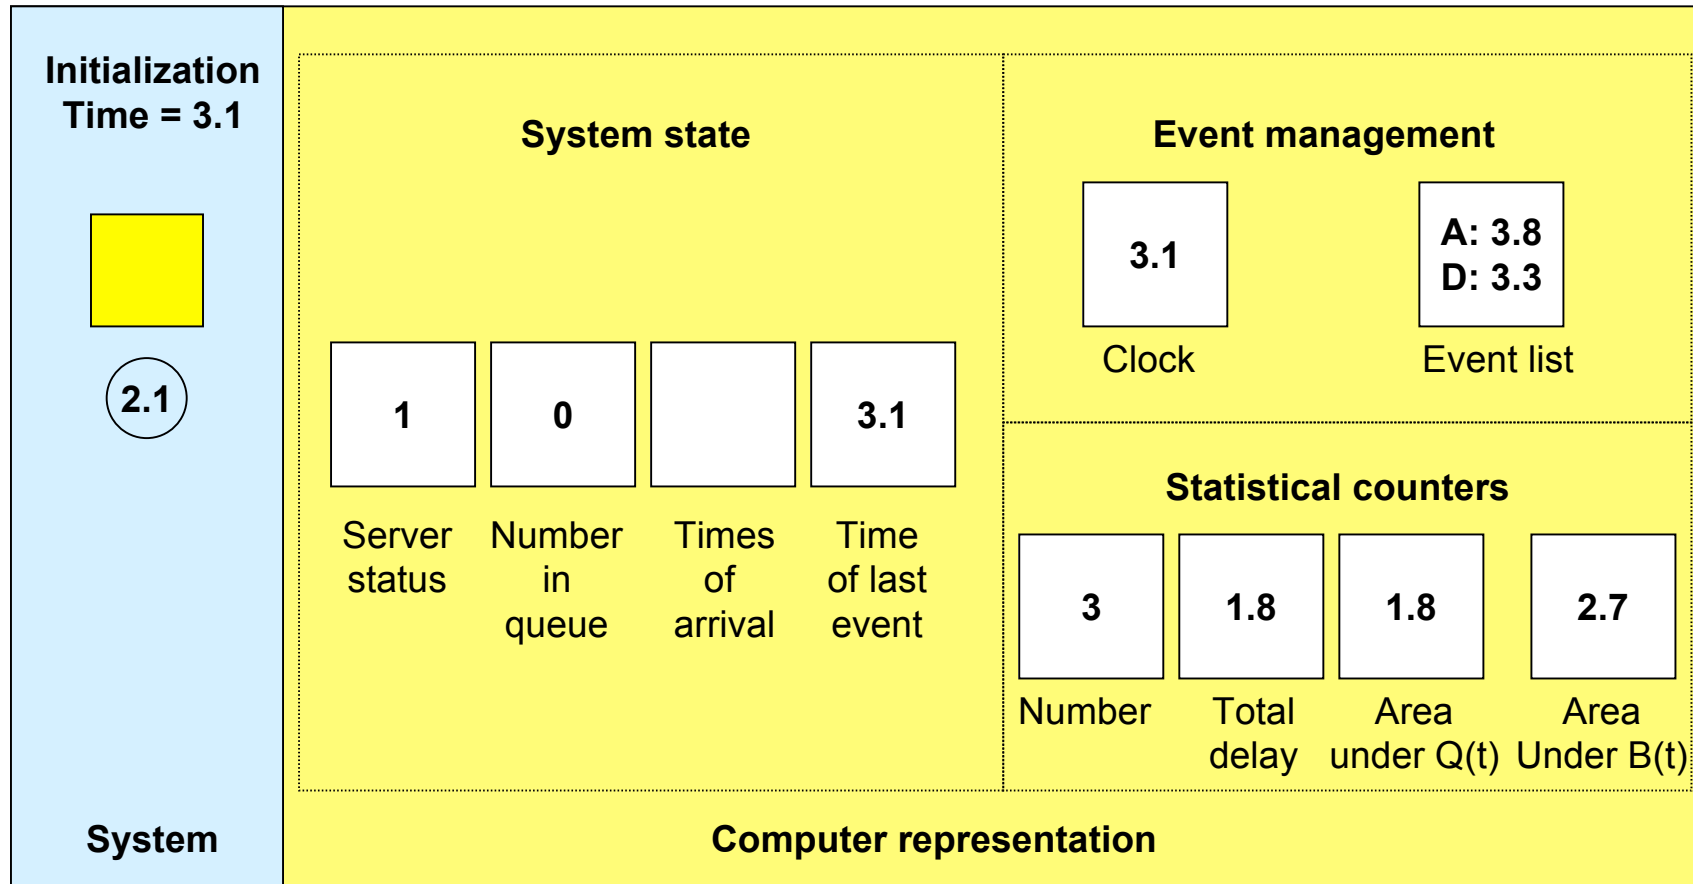 Initialization
Time = 3.1
2.1
System
System state
1
0
3.1
Server
status
Number
in
queue
Times
of
arrival
Time
of last
event
Event management
3.1
Clock
A: 3.8
D: 3.3
Event list
Statistical counters
3
1.8
1.8
2.7
Number
Total
delay
Area
under Q(t)
Area
Under B(t)
Computer representation